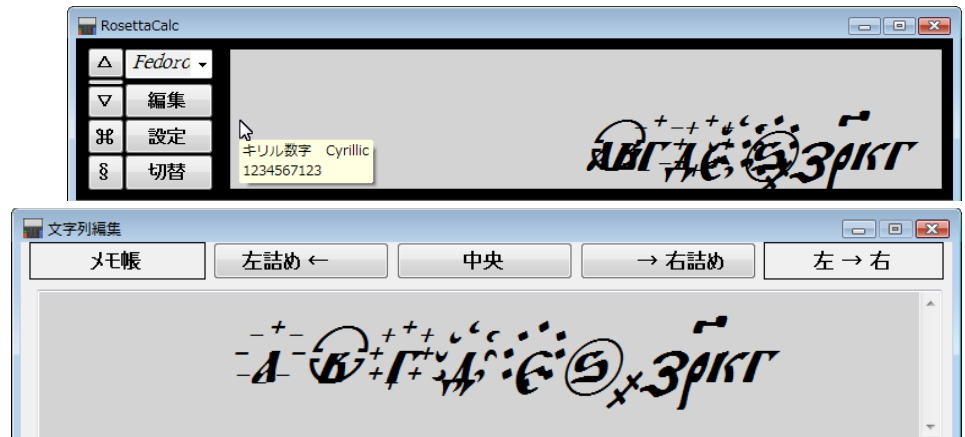 RosettaCalc
△ Fedorc
▽ 編集
⌘ 設定
§ 切替
キリル数字 Cyrillic
1234567123
文字列編集
メモ帳 左詰め ← 中央 → 右詰め 左 → 右